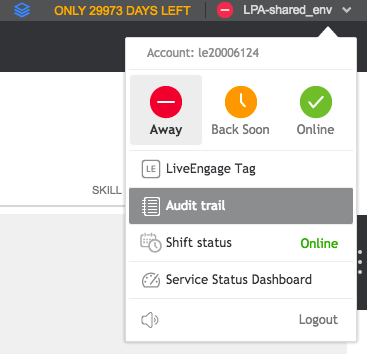 ONLY 29973 DAYS LEFT
LPA-shared_env
Account: le20006124
Away
Back Soon
Online
LE
LiveEngage Tag
SKILL
Audit trail
Shift status
Online
Service Status Dashboard
Logout